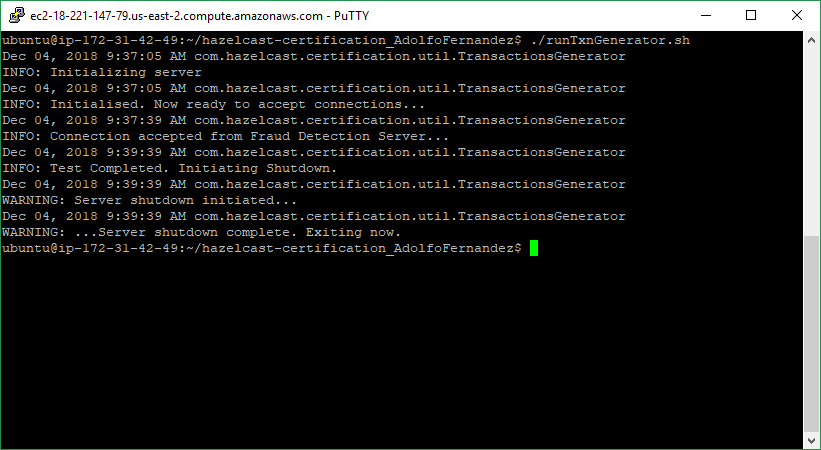 ec2-18-221-147-79.us-east-2.compute.amazonaws.com - PuTTY
ubuntu@ip-172-31-42-49:~/hazelcast-certification_AdolfoFernandez$ ./runTxnGenerator.sh
Dec 04, 2018 9:37:05 AM com.hazelcast.certification.util.TransactionsGenerator
INFO: Initializing server
Dec 04, 2018 9:37:05 AM com.hazelcast.certification.util.TransactionsGenerator
INFO: Initialised. Now ready to accept connections...
Dec 04, 2018 9:37:39 AM com.hazelcast.certification.util.TransactionsGenerator
INFO: Connection accepted from Fraud Detection Server...
Dec 04, 2018 9:39:39 AM com.hazelcast.certification.util.TransactionsGenerator
INFO: Test Completed. Initiating Shutdown.
Dec 04, 2018 9:39:39 AM com.hazelcast.certification.util.TransactionsGenerator
WARNING: Server shutdown initiated...
Dec 04, 2018 9:39:39 AM com.hazelcast.certification.util.TransactionsGenerator
WARNING: ...Server shutdown complete. Exiting now.
ubuntu@ip-172-31-42-49:~/hazelcast-certification_AdolfoFernandez$